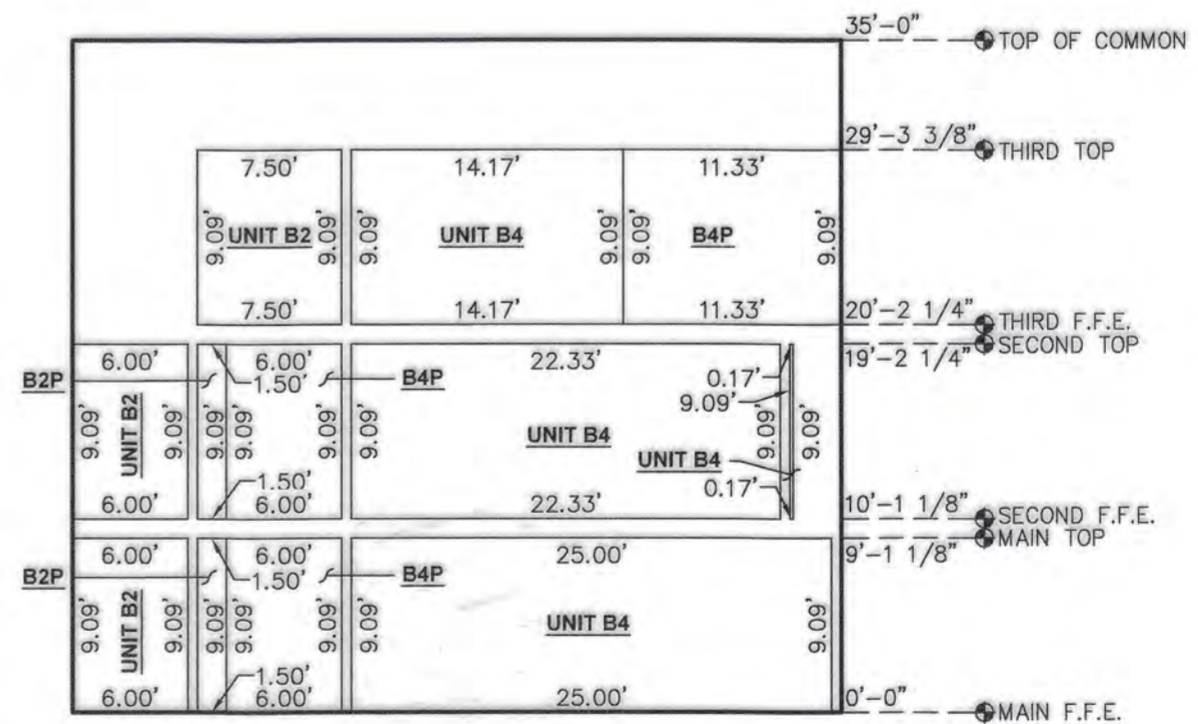 35'-0"
TOP OF COMMON
29'-3 3/8"
THIRD TOP
7.50' 14.17' 11.33'
9.09' UNIT B2 9.09' 9.09' UNIT B4 9.09' 9.09' B4P 9.09'
7.50' 14.17' 11.33'
20'-2 1/4"
THIRD F.F.E.
SECOND TOP
19'-2 1/4"
6.00' 6.00' 22.33' 0.17'
B2P 1.50' B4P 9.09'
9.09' UNIT B2 9.09' 9.09' 9.09' 9.09' 9.09' UNIT B4 9.09' 9.09'
UNIT B4
1.50' 0.17'
6.00' 6.00' 22.33'
10'-1 1/8"
SECOND F.F.E.
MAIN TOP
9'-1 1/8"
6.00' 6.00' 25.00'
B2P 1.50' B4P
9.09' UNIT B2 9.09' 9.09' 9.09' 9.09' 9.09' UNIT B4 9.09'
1.50'
6.00' 6.00' 25.00'
0'-0"
MAIN F.F.E.